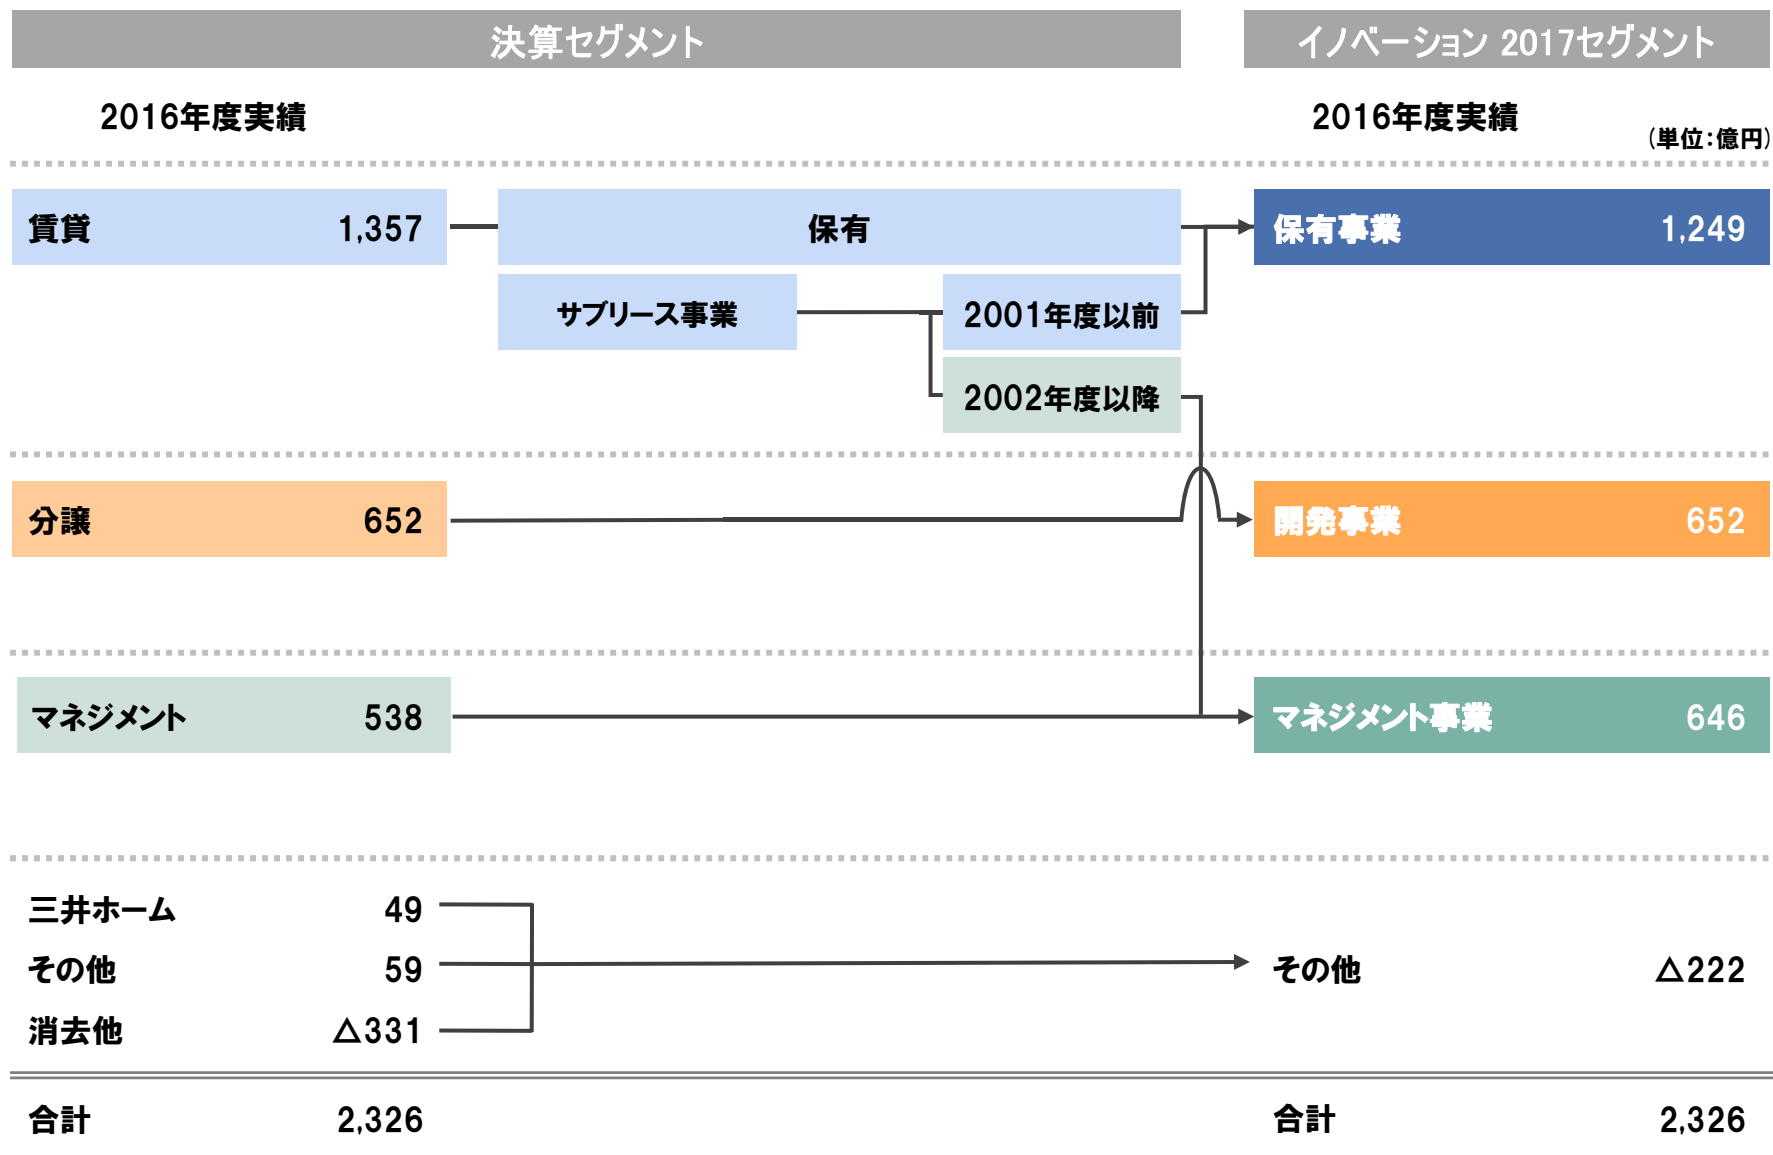 決算セグメント
イノベーション 2017セグメント
2016年度実績
2016年度実績
(単位:億円)
賃貸 1,357 保有 保有事業 1,249
サブリース事業 2001年度以前
2002年度以降
分譲 652 開発事業 652
マネジメント 538 マネジメント事業 646
三井ホーム 49
その他 59 その他 △222
消去他 △331
合計 2,326 合計 2,326